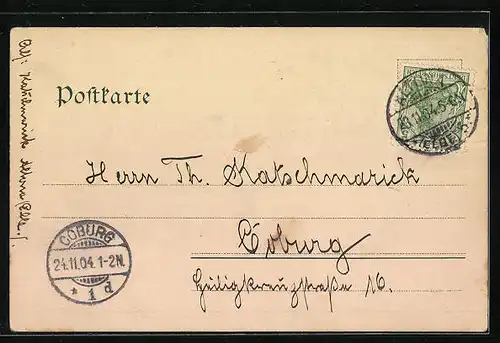 Postkarte
Herrn Th. Katschmarick
Coburg
Heiligkreuzstraße 16.
COBURG
24.11.04. 1-2N.
* 1 d